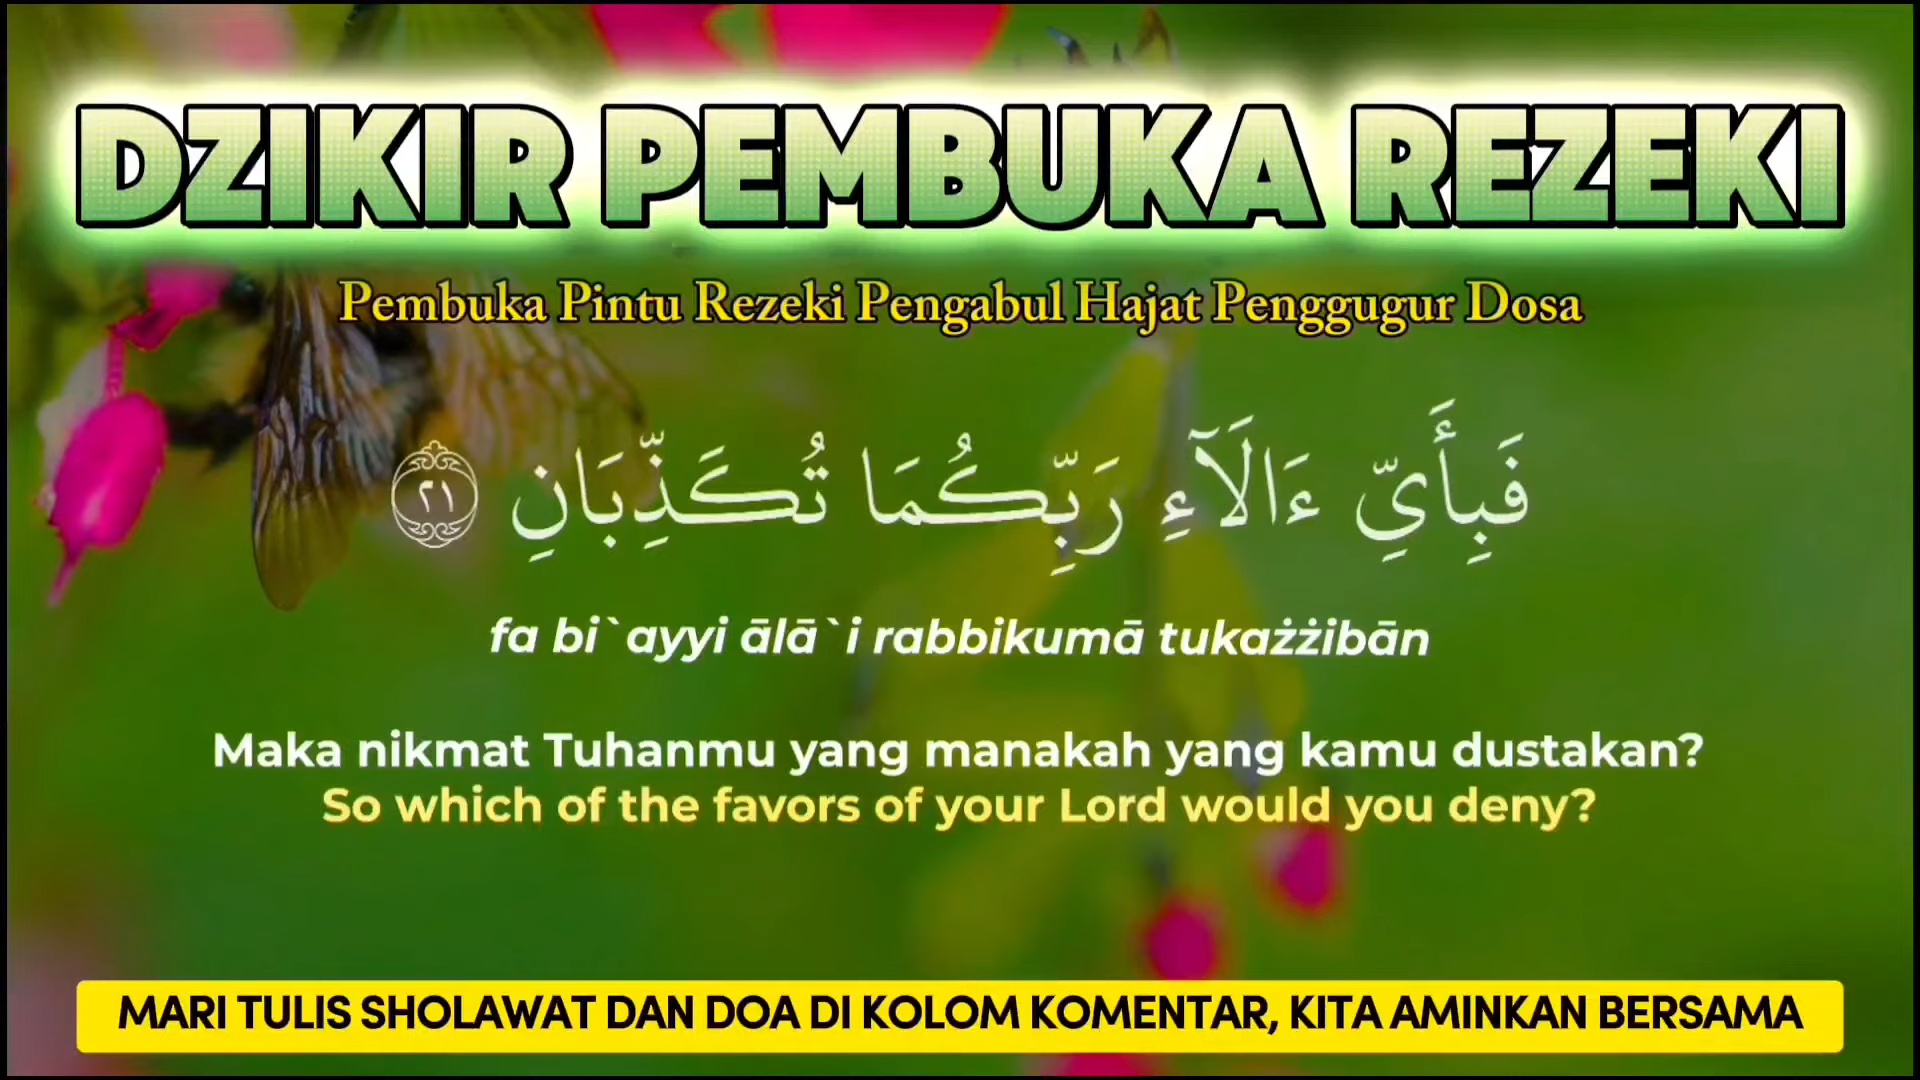 DZIKIR PEMBUKA REZEKI
Pembuka Pintu Rezeki Pengabul Hajat Penggugur Dosa
فَبِأَيِّ ءَالَآءِ رَبِّكُمَا تُكَذِّبَانِ ٢١
fa bi`ayyi ālā`i rabbikumā tukażżibān
Maka nikmat Tuhanmu yang manakah yang kamu dustakan?
So which of the favors of your Lord would you deny?
MARI TULIS SHOLAWAT DAN DOA DI KOLOM KOMENTAR, KITA AMINKAN BERSAMA